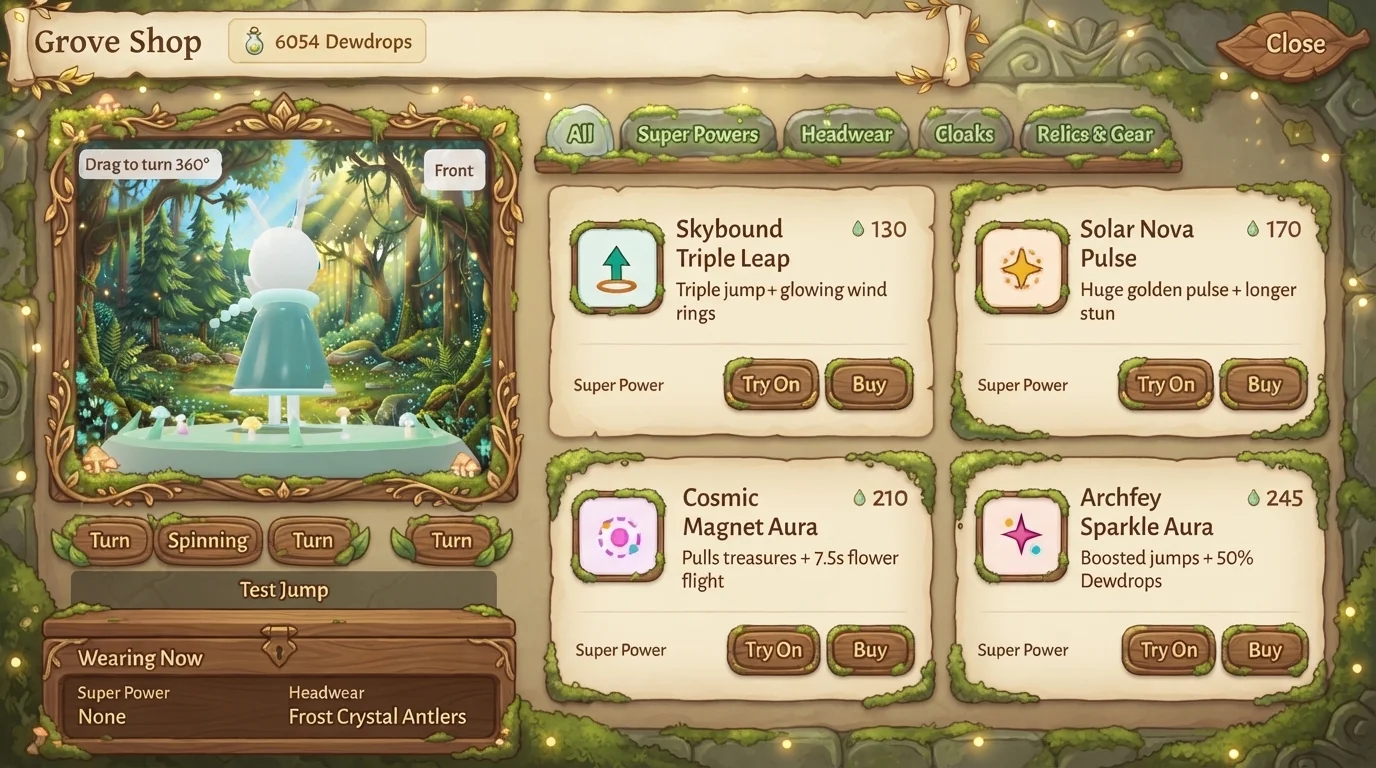 Grove Shop
6054 Dewdrops
Close
Drag to turn 360°
Front
All
Super Powers
Headwear
Cloaks
Relics & Gear
Skybound
Triple Leap
130
Triple jump + glowing wind
rings
Super Power
Try On
Buy
Solar Nova
Pulse
170
Huge golden pulse + longer
stun
Super Power
Try On
Buy
Cosmic
Magnet Aura
210
Pulls treasures + 7.5s flower
flight
Super Power
Try On
Buy
Archfey
Sparkle Aura
245
Boosted jumps + 50%
Dewdrops
Super Power
Try On
Buy
Turn
Spinning
Turn
Turn
Test Jump
Wearing Now
Super Power
None
Headwear
Frost Crystal Antlers